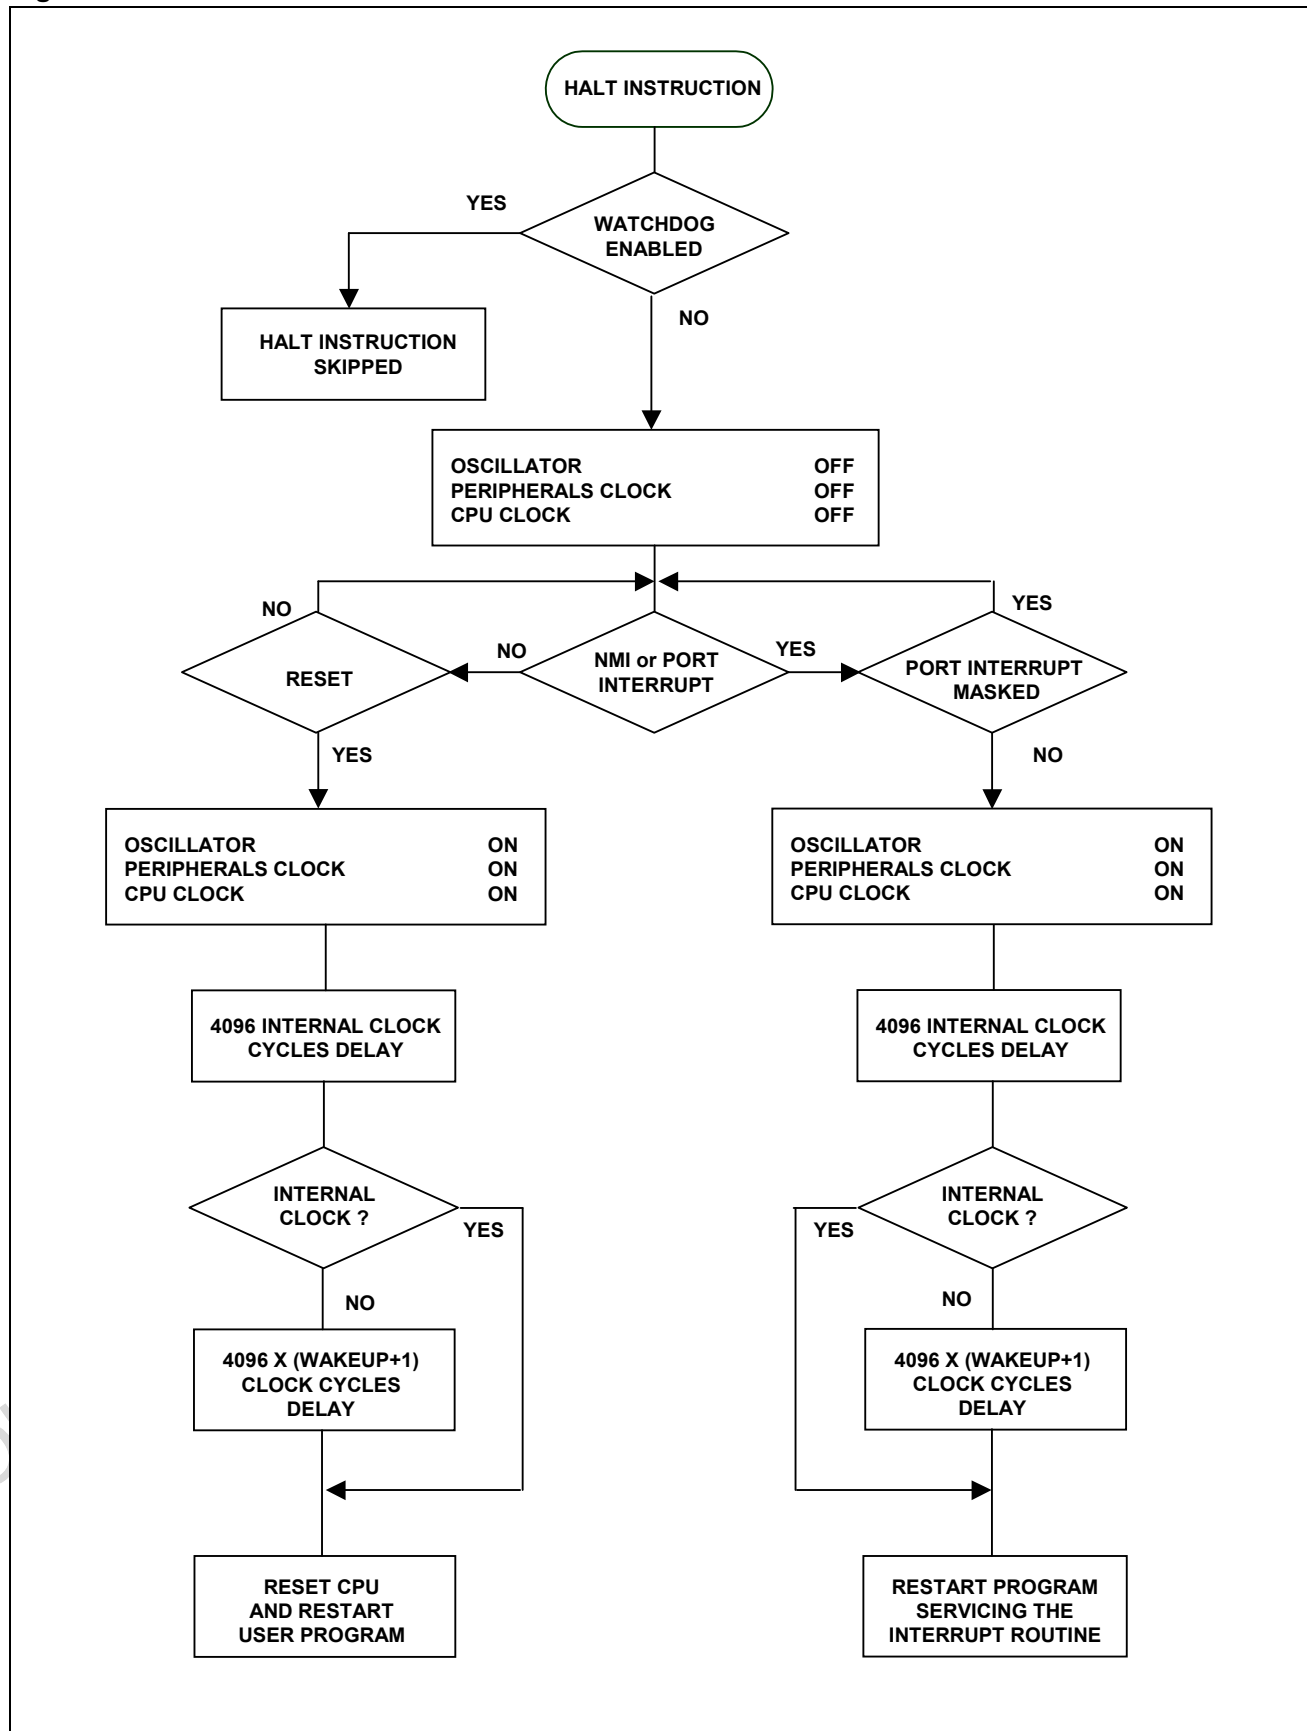 HALT INSTRUCTION
YES
WATCHDOG
ENABLED
NO
HALT INSTRUCTION
SKIPPED
OSCILLATOR OFF
PERIPHERALS CLOCK OFF
CPU CLOCK OFF
NO
YES
NO
YES
RESET
NMI or PORT
INTERRUPT
PORT INTERRUPT
MASKED
YES
NO
OSCILLATOR ON
PERIPHERALS CLOCK ON
CPU CLOCK ON
OSCILLATOR ON
PERIPHERALS CLOCK ON
CPU CLOCK ON
4096 INTERNAL CLOCK
CYCLES DELAY
4096 INTERNAL CLOCK
CYCLES DELAY
INTERNAL
CLOCK ?
YES
INTERNAL
CLOCK ?
YES
NO
NO
4096 X (WAKEUP+1)
CLOCK CYCLES
DELAY
4096 X (WAKEUP+1)
CLOCK CYCLES
DELAY
RESET CPU
AND RESTART
USER PROGRAM
RESTART PROGRAM
SERVICING THE
INTERRUPT ROUTINE